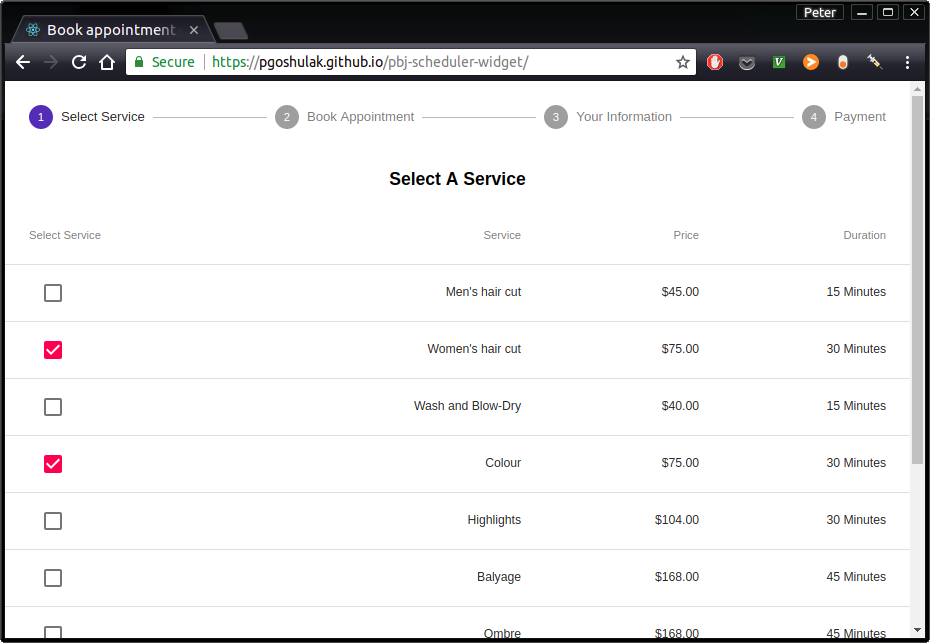 Peter
Book appointment
Secure https://pgoshulak.github.io/pbj-scheduler-widget/
1 Select Service 2 Book Appointment 3 Your Information 4 Payment
Select A Service
Select Service Service Price Duration
Men's hair cut $45.00 15 Minutes
Women's hair cut $75.00 30 Minutes
Wash and Blow-Dry $40.00 15 Minutes
Colour $75.00 30 Minutes
Highlights $104.00 30 Minutes
Balyage $168.00 45 Minutes
Ombre $168.00 45 Minutes